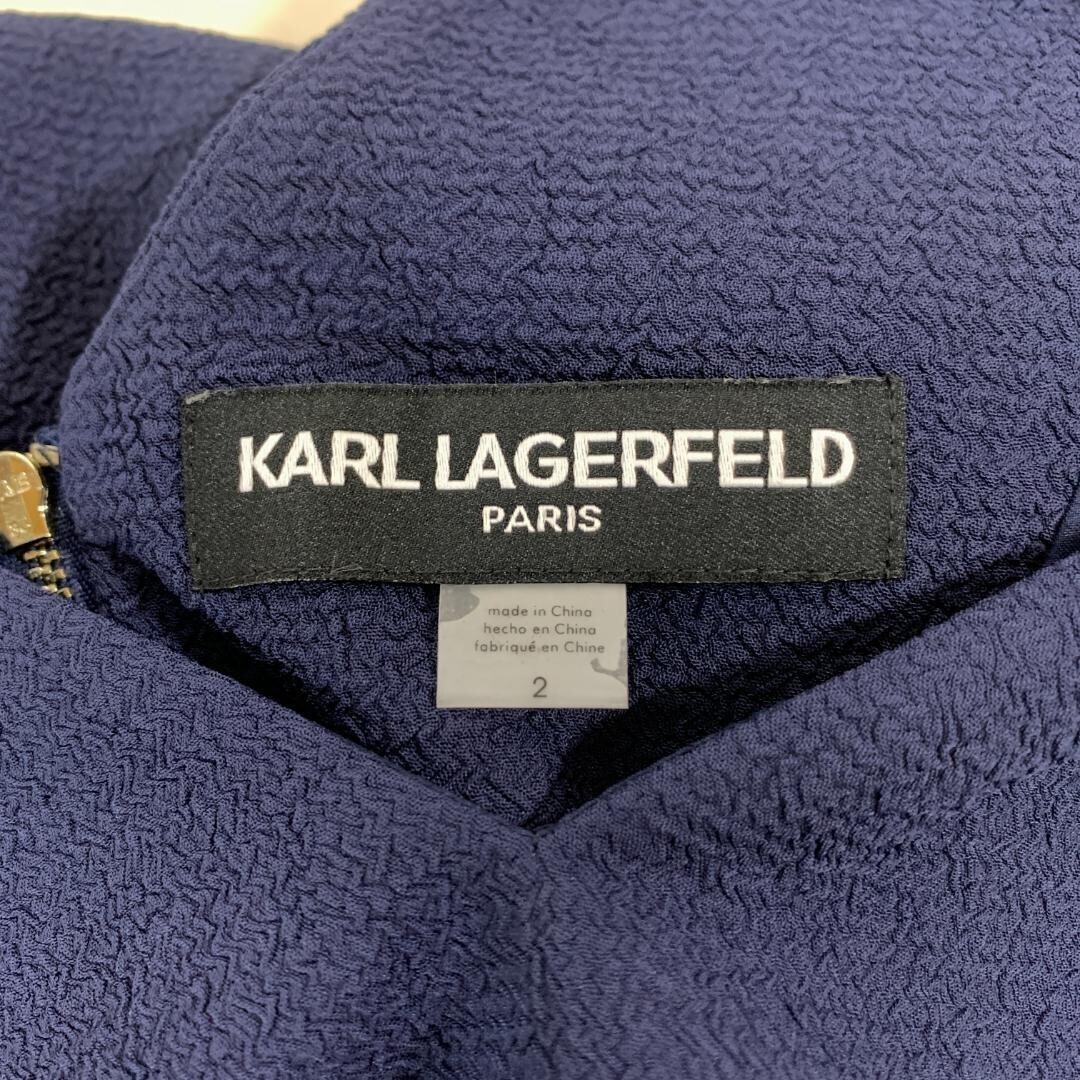 KARL LAGERFELD
PARIS
made in China
hecho en China
fabriqué en Chine
2